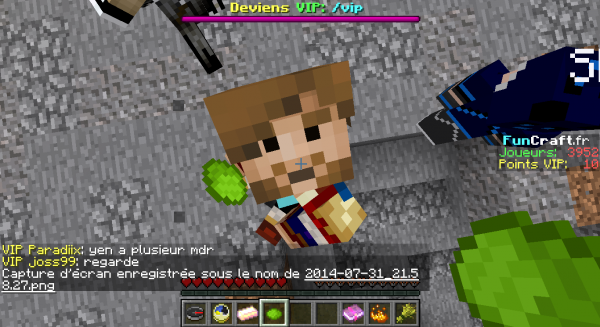 Deviens VIP: /vip
FunCraft.fr
Joueurs: 3952
Points VIP: 10
VIP Paradiix: yen a plusieur mdr
VIP joss99: regarde
Capture d'écran enregistrée sous le nom de 2014-07-31_21.5
8.27.png